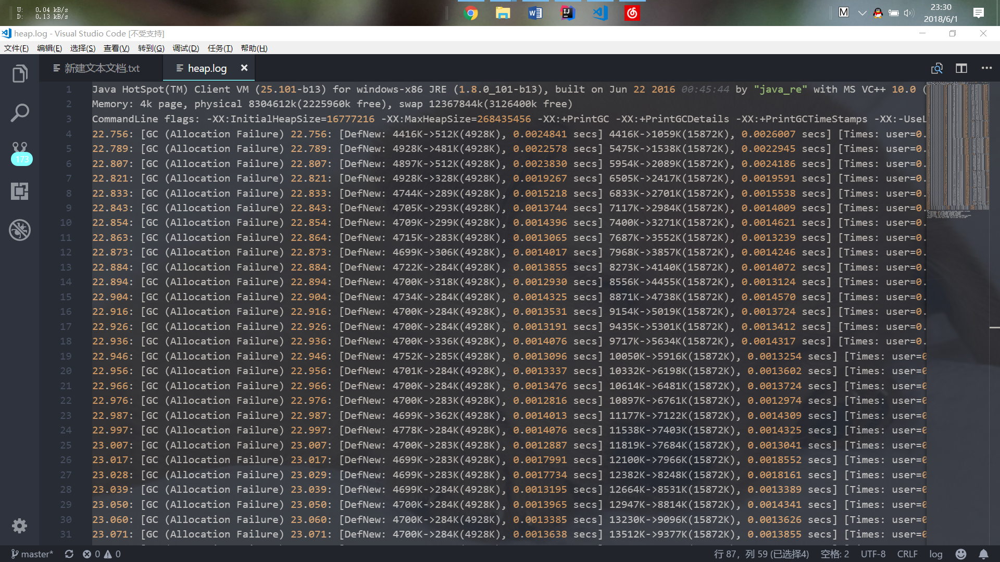 U: 0.04 kB/s
D: 0.13 kB/s
M
23:30
2018/6/1
heap.log - Visual Studio Code [不受支持]
文件(F) 编辑(E) 选择(S) 查看(V) 转到(G) 调试(D) 任务(T) 帮助(H)
新建文本文档.txt heap.log
1 Java HotSpot(TM) Client VM (25.101-b13) for windows-x86 JRE (1.8.0_101-b13), built on Jun 22 2016 00:45:44 by "java_re" with MS VC++ 10.0 (
2 Memory: 4k page, physical 8304612k(2225960k free), swap 12367844k(3126400k free)
3 CommandLine flags: -XX:InitialHeapSize=16777216 -XX:MaxHeapSize=268435456 -XX:+PrintGC -XX:+PrintGCDetails -XX:+PrintGCTimeStamps -XX:-UseL
4 22.756: [GC (Allocation Failure) 22.756: [DefNew: 4416K->512K(4928K), 0.0024841 secs] 4416K->1059K(15872K), 0.0026007 secs] [Times: user=0.
5 22.789: [GC (Allocation Failure) 22.789: [DefNew: 4928K->481K(4928K), 0.0022578 secs] 5475K->1538K(15872K), 0.0022945 secs] [Times: user=0.
6 22.807: [GC (Allocation Failure) 22.807: [DefNew: 4897K->512K(4928K), 0.0023830 secs] 5954K->2089K(15872K), 0.0024186 secs] [Times: user=0.
7 22.821: [GC (Allocation Failure) 22.821: [DefNew: 4928K->328K(4928K), 0.0019267 secs] 6505K->2417K(15872K), 0.0019591 secs] [Times: user=0.
8 22.833: [GC (Allocation Failure) 22.833: [DefNew: 4744K->289K(4928K), 0.0015218 secs] 6833K->2701K(15872K), 0.0015538 secs] [Times: user=0.
9 22.843: [GC (Allocation Failure) 22.843: [DefNew: 4705K->293K(4928K), 0.0013744 secs] 7117K->2984K(15872K), 0.0014009 secs] [Times: user=0.
10 22.854: [GC (Allocation Failure) 22.854: [DefNew: 4709K->299K(4928K), 0.0014396 secs] 7400K->3271K(15872K), 0.0014621 secs] [Times: user=0.
11 22.863: [GC (Allocation Failure) 22.864: [DefNew: 4715K->283K(4928K), 0.0013065 secs] 7687K->3552K(15872K), 0.0013239 secs] [Times: user=0.
12 22.873: [GC (Allocation Failure) 22.873: [DefNew: 4699K->306K(4928K), 0.0014017 secs] 7968K->3857K(15872K), 0.0014246 secs] [Times: user=0.
13 22.884: [GC (Allocation Failure) 22.884: [DefNew: 4722K->284K(4928K), 0.0013855 secs] 8273K->4140K(15872K), 0.0014072 secs] [Times: user=0.
14 22.894: [GC (Allocation Failure) 22.894: [DefNew: 4700K->318K(4928K), 0.0012930 secs] 8556K->4455K(15872K), 0.0013124 secs] [Times: user=0.
15 22.904: [GC (Allocation Failure) 22.904: [DefNew: 4734K->284K(4928K), 0.0014325 secs] 8871K->4738K(15872K), 0.0014570 secs] [Times: user=0.
16 22.916: [GC (Allocation Failure) 22.916: [DefNew: 4700K->284K(4928K), 0.0013531 secs] 9154K->5019K(15872K), 0.0013724 secs] [Times: user=0.
17 22.926: [GC (Allocation Failure) 22.926: [DefNew: 4700K->284K(4928K), 0.0013191 secs] 9435K->5301K(15872K), 0.0013412 secs] [Times: user=0.
18 22.936: [GC (Allocation Failure) 22.936: [DefNew: 4700K->336K(4928K), 0.0014076 secs] 9717K->5634K(15872K), 0.0014317 secs] [Times: user=0.
19 22.946: [GC (Allocation Failure) 22.946: [DefNew: 4752K->285K(4928K), 0.0013096 secs] 10050K->5916K(15872K), 0.0013254 secs] [Times: user=0
20 22.956: [GC (Allocation Failure) 22.956: [DefNew: 4701K->284K(4928K), 0.0013337 secs] 10332K->6198K(15872K), 0.0013602 secs] [Times: user=0
21 22.966: [GC (Allocation Failure) 22.966: [DefNew: 4700K->284K(4928K), 0.0013476 secs] 10614K->6481K(15872K), 0.0013724 secs] [Times: user=0
22 22.976: [GC (Allocation Failure) 22.976: [DefNew: 4700K->283K(4928K), 0.0012816 secs] 10897K->6761K(15872K), 0.0012974 secs] [Times: user=0
23 22.987: [GC (Allocation Failure) 22.987: [DefNew: 4699K->362K(4928K), 0.0014013 secs] 11177K->7122K(15872K), 0.0014309 secs] [Times: user=0
24 22.997: [GC (Allocation Failure) 22.997: [DefNew: 4778K->284K(4928K), 0.0014076 secs] 11538K->7403K(15872K), 0.0014325 secs] [Times: user=0
25 23.007: [GC (Allocation Failure) 23.007: [DefNew: 4700K->283K(4928K), 0.0012887 secs] 11819K->7684K(15872K), 0.0013041 secs] [Times: user=0
26 23.017: [GC (Allocation Failure) 23.017: [DefNew: 4699K->283K(4928K), 0.0017991 secs] 12100K->7966K(15872K), 0.0018552 secs] [Times: user=0
27 23.028: [GC (Allocation Failure) 23.029: [DefNew: 4699K->283K(4928K), 0.0017734 secs] 12382K->8248K(15872K), 0.0018161 secs] [Times: user=0
28 23.039: [GC (Allocation Failure) 23.039: [DefNew: 4699K->284K(4928K), 0.0013195 secs] 12664K->8531K(15872K), 0.0013389 secs] [Times: user=0
29 23.050: [GC (Allocation Failure) 23.050: [DefNew: 4700K->284K(4928K), 0.0013965 secs] 12947K->8814K(15872K), 0.0014341 secs] [Times: user=0
30 23.060: [GC (Allocation Failure) 23.060: [DefNew: 4700K->284K(4928K), 0.0013385 secs] 13230K->9096K(15872K), 0.0013626 secs] [Times: user=0
31 23.071: [GC (Allocation Failure) 23.071: [DefNew: 4700K->284K(4928K), 0.0013638 secs] 13512K->9377K(15872K), 0.0013855 secs] [Times: user=0
173
master* 0 0 行 87，列 59 (已选择4) 空格: 2 UTF-8 CRLF log